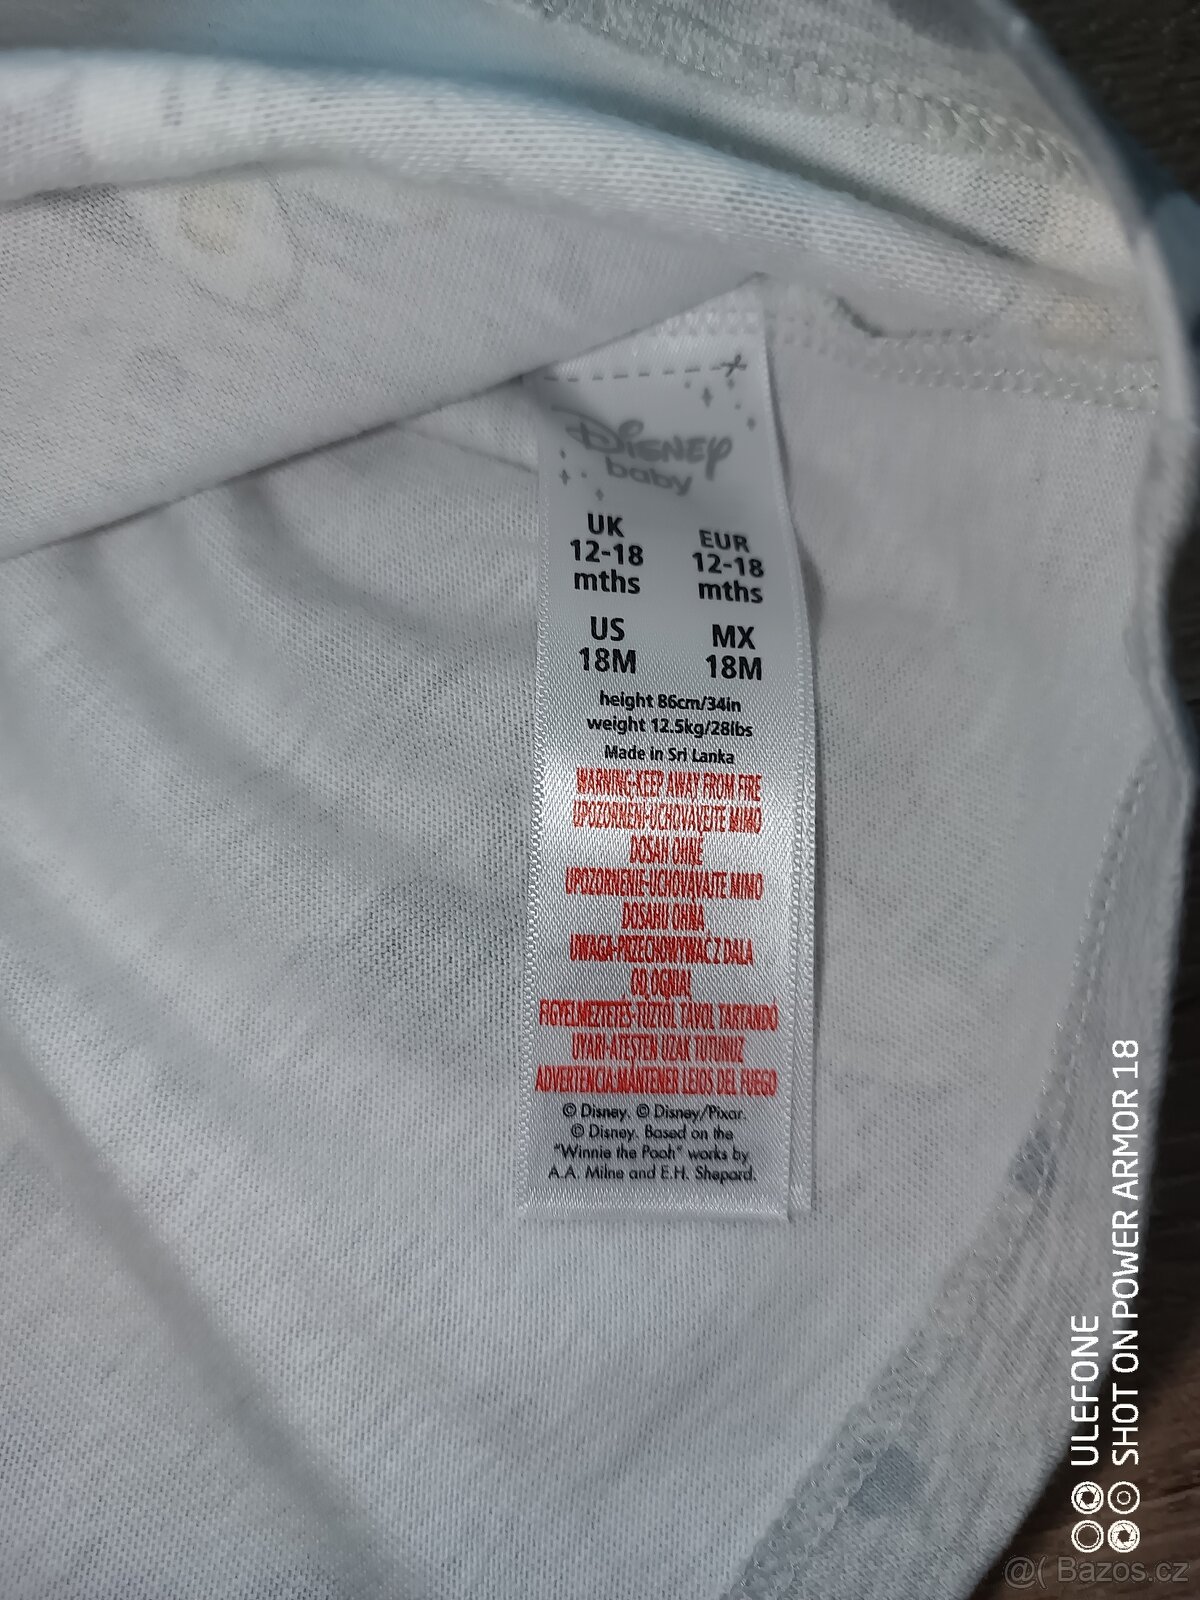 Disney
baby
UK
12-18
mths
EUR
12-18
mths
US
18M
MX
18M
height 86cm/34in
weight 12.5kg/28lbs
Made in Sri Lanka
WARNING-KEEP AWAY FROM FIRE
UPOZORNĚNÍ-UCHOVÁVEJTE MIMO
DOSAH OHNĚ
UPOZORNENIE-UCHOVÁVAJTE MIMO
DOSAHU OHŇA
UWAGA-PRZECHOWYWAĆ Z DALA
OD OGNIA!
FIGYELMEZTETÉS-TŰZTŐL TÁVOL TARTANDÓ
UYARI-ATEŞTEN UZAK TUTUNUZ
ADVERTENCIA:MANTENER LEJOS DEL FUEGO
© Disney. © Disney/Pixar.
© Disney. Based on the
"Winnie the Pooh" works by
A.A. Milne and E.H. Shepard.
ULEFONE
SHOT ON POWER ARMOR 18
@( Bazos.cz